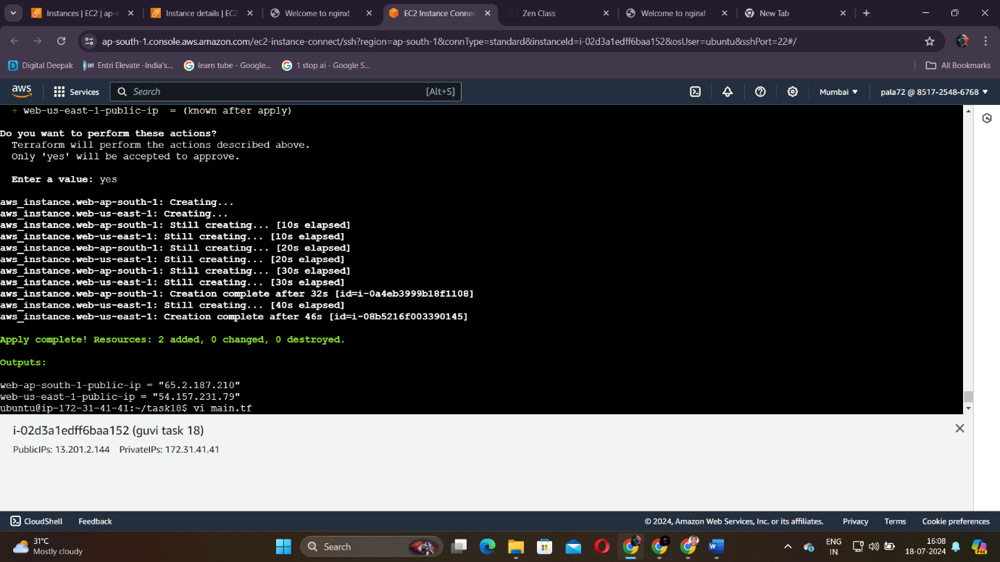 Instances | EC2 | ap-s
Instance details | EC2
Welcome to nginx!
EC2 Instance Connec
Zen Class
Welcome to nginx!
New Tab
ap-south-1.console.aws.amazon.com/ec2-instance-connect/ssh?region=ap-south-1&connType=standard&instanceId=i-02d3a1edff6baa152&osUser=ubuntu&sshPort=22#/
Digital Deepak
Entri Elevate -India's...
learn tube - Google...
1 stop ai - Google S...
All Bookmarks
aws
Services
Search
[Alt+S]
Mumbai
pala72 @ 8517-2548-6768
+ web-us-east-1-public-ip = (known after apply)
Do you want to perform these actions?
Terraform will perform the actions described above.
Only 'yes' will be accepted to approve.
Enter a value: yes
aws_instance.web-ap-south-1: Creating...
aws_instance.web-us-east-1: Creating...
aws_instance.web-ap-south-1: Still creating... [10s elapsed]
aws_instance.web-us-east-1: Still creating... [10s elapsed]
aws_instance.web-ap-south-1: Still creating... [20s elapsed]
aws_instance.web-us-east-1: Still creating... [20s elapsed]
aws_instance.web-ap-south-1: Still creating... [30s elapsed]
aws_instance.web-us-east-1: Still creating... [30s elapsed]
aws_instance.web-ap-south-1: Creation complete after 32s [id=i-0a4eb3999b18f1108]
aws_instance.web-us-east-1: Still creating... [40s elapsed]
aws_instance.web-us-east-1: Creation complete after 46s [id=i-08b5216f003390145]
Apply complete! Resources: 2 added, 0 changed, 0 destroyed.
Outputs:
web-ap-south-1-public-ip = "65.2.187.210"
web-us-east-1-public-ip = "54.157.231.79"
ubuntu@ip-172-31-41-41:~/task18$ vi main.tf
i-02d3a1edff6baa152 (guvi task 18)
PublicIPs: 13.201.2.144 PrivateIPs: 172.31.41.41
CloudShell
Feedback
© 2024, Amazon Web Services, Inc. or its affiliates.
Privacy
Terms
Cookie preferences
31°C
Mostly cloudy
Search
ENG
IN
16:08
18-07-2024
PRE